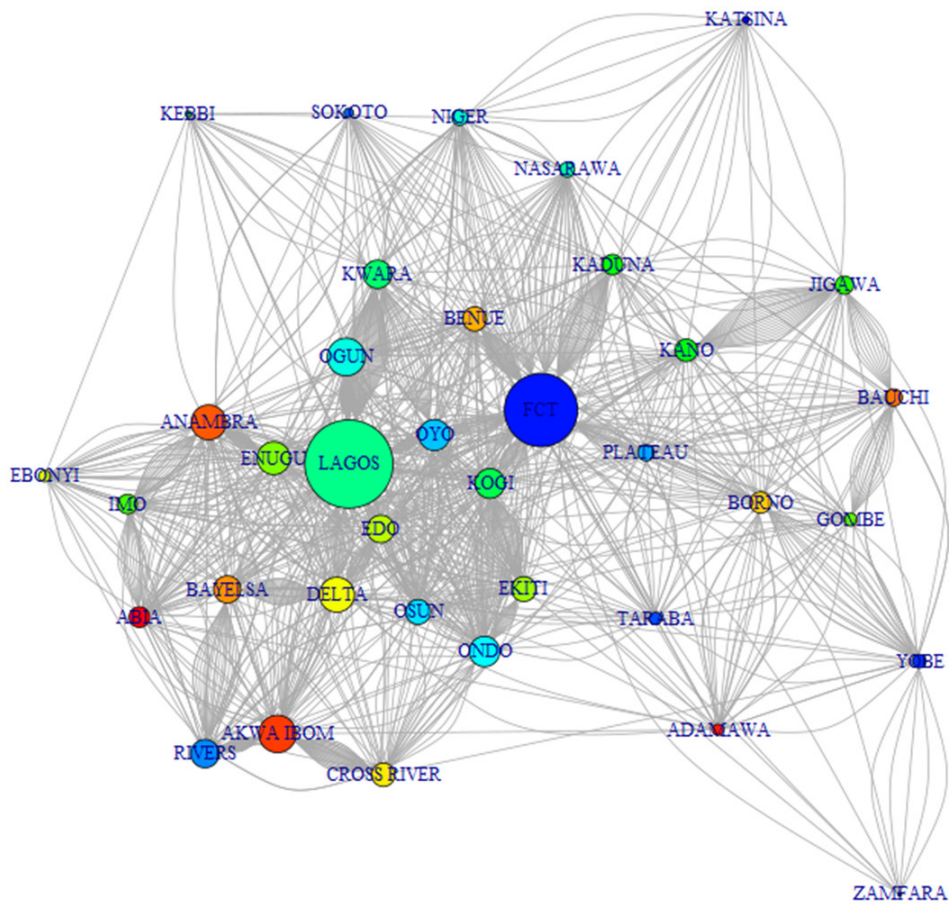 KATSINA
KEBBI
SOKOTO
NIGER
NASARAWA
KWARA
KADUNA
JIGAWA
BENUE
OGUN
KANO
BAUCHI
FCT
ANAMBRA
OYO
PLATEAU
ENUGU
LAGOS
EBONYI
KOGI
IMO
BORNO
GOMBE
EDO
BAYELSA
DELTA
EKITI
OSUN
ABIA
TARABA
ONDO
YOBE
AKWA IBOM
ADAMAWA
RIVERS
CROSS RIVER
ZAMFARA